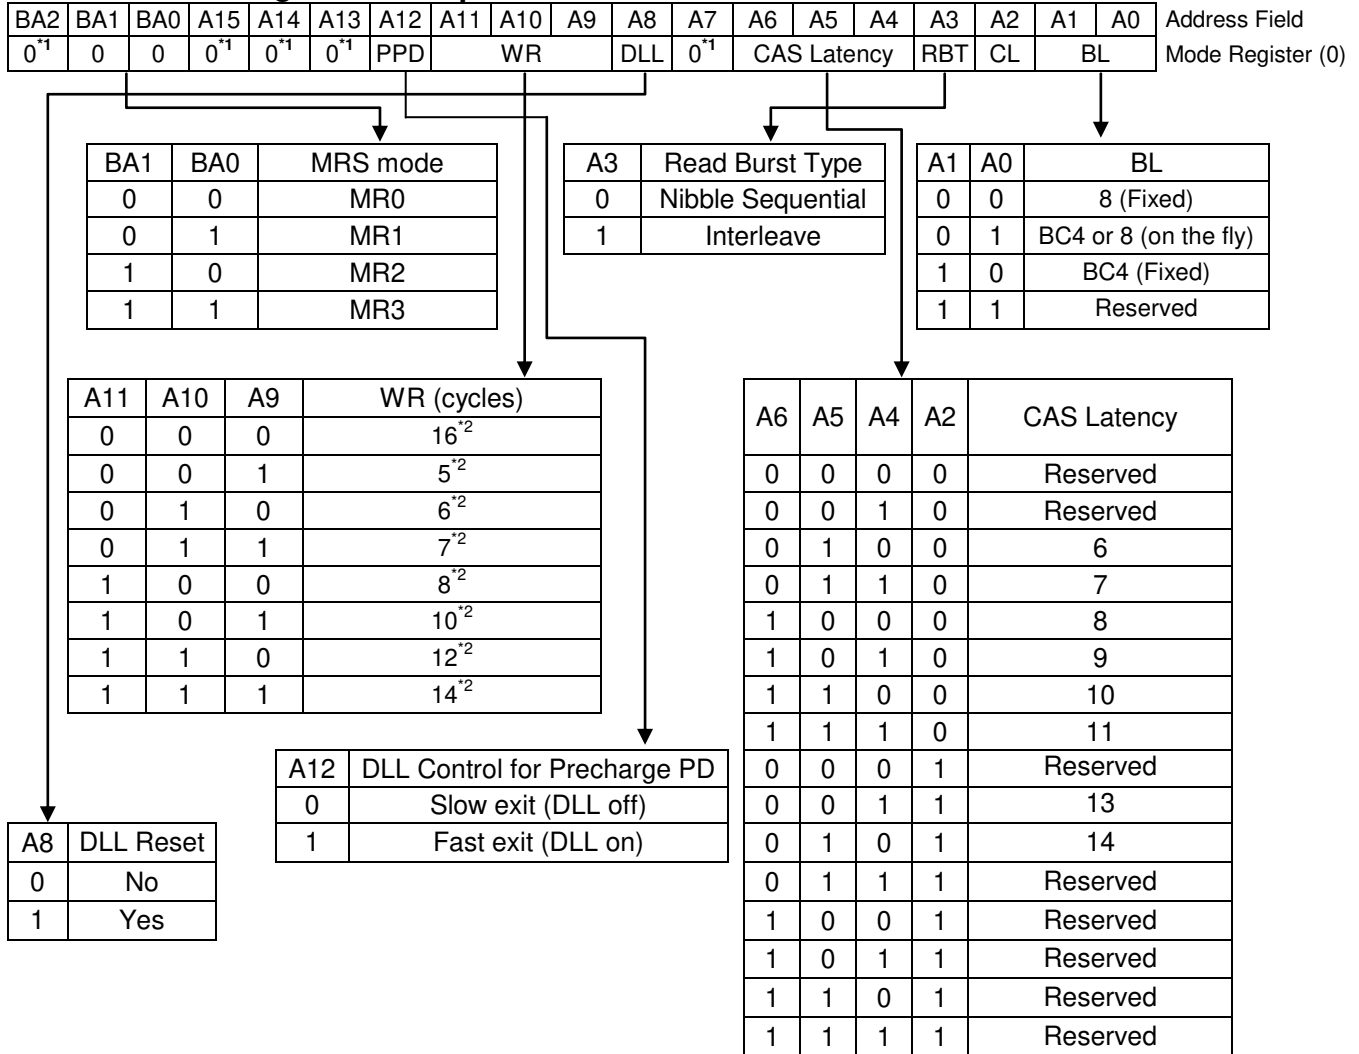 BA2 BA1 BA0 A15 A14 A13 A12 A11 A10 A9 A8 A7 A6 A5 A4 A3 A2 A1 A0 Address Field
0*1 0 0 0*1 0*1 0*1 PPD WR DLL 0*1 CAS Latency RBT CL BL Mode Register (0)
BA1 BA0 MRS mode
0 0 MR0
0 1 MR1
1 0 MR2
1 1 MR3
A3 Read Burst Type
0 Nibble Sequential
1 Interleave
A1 A0 BL
0 0 8 (Fixed)
0 1 BC4 or 8 (on the fly)
1 0 BC4 (Fixed)
1 1 Reserved
A11 A10 A9 WR (cycles)
0 0 0 16*2
0 0 1 5*2
0 1 0 6*2
0 1 1 7*2
1 0 0 8*2
1 0 1 10*2
1 1 0 12*2
1 1 1 14*2
A6 A5 A4 A2 CAS Latency
0 0 0 0 Reserved
0 0 1 0 Reserved
0 1 0 0 6
0 1 1 0 7
1 0 0 0 8
1 0 1 0 9
1 1 0 0 10
1 1 1 0 11
0 0 0 1 Reserved
0 0 1 1 13
0 1 0 1 14
0 1 1 1 Reserved
1 0 0 1 Reserved
1 0 1 1 Reserved
1 1 0 1 Reserved
1 1 1 1 Reserved
A12 DLL Control for Precharge PD
0 Slow exit (DLL off)
1 Fast exit (DLL on)
A8 DLL Reset
0 No
1 Yes